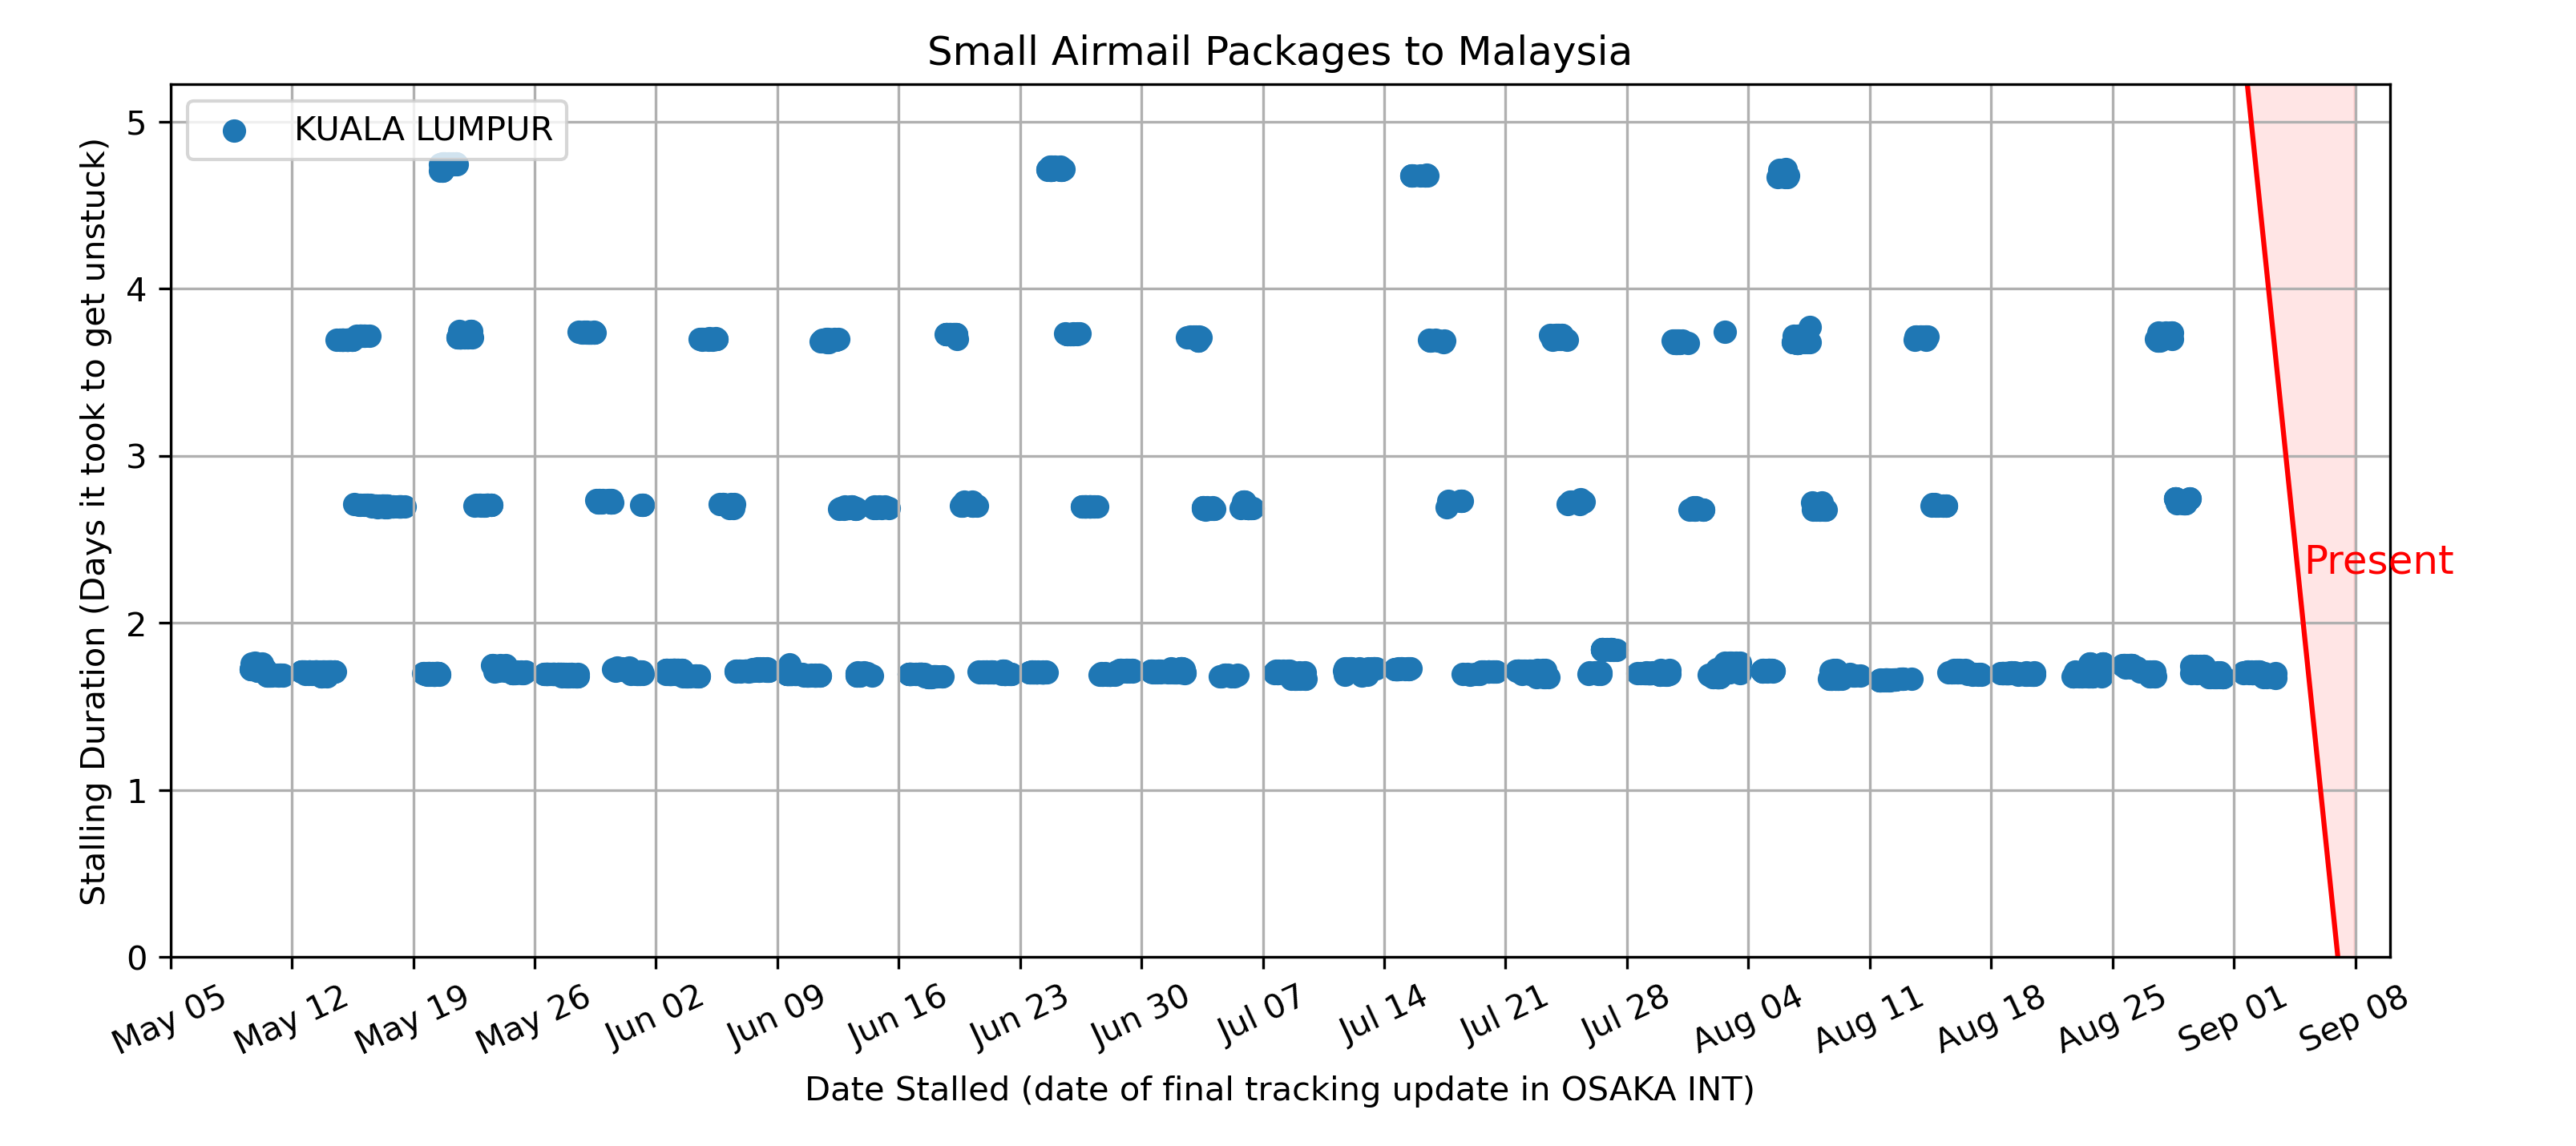 Small Airmail Packages to Malaysia
KUALA LUMPUR
Stalling Duration (Days it took to get unstuck)
5
4
3
2
1
0
Present
May 05
May 12
May 19
May 26
Jun 02
Jun 09
Jun 16
Jun 23
Jun 30
Jul 07
Jul 14
Jul 21
Jul 28
Aug 04
Aug 11
Aug 18
Aug 25
Sep 01
Sep 08
Date Stalled (date of final tracking update in OSAKA INT)